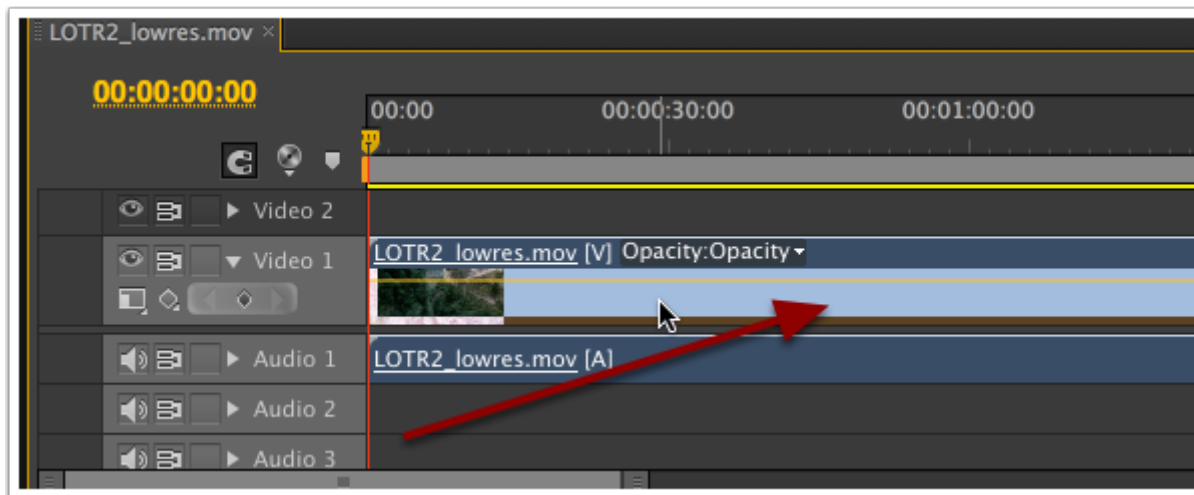 LOTR2_lowres.mov ×
00:00:00:00
00:00 00:00:30:00 00:01:00:00
Video 2
Video 1
LOTR2_lowres.mov [V] Opacity:Opacity
Audio 1
LOTR2_lowres.mov [A]
Audio 2
Audio 3